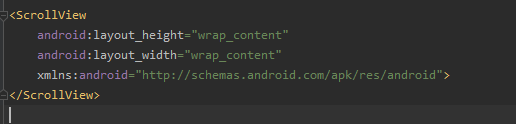 <ScrollView
android:layout_height="wrap_content"
android:layout_width="wrap_content"
xmlns:android="http://schemas.android.com/apk/res/android">
</ScrollView>